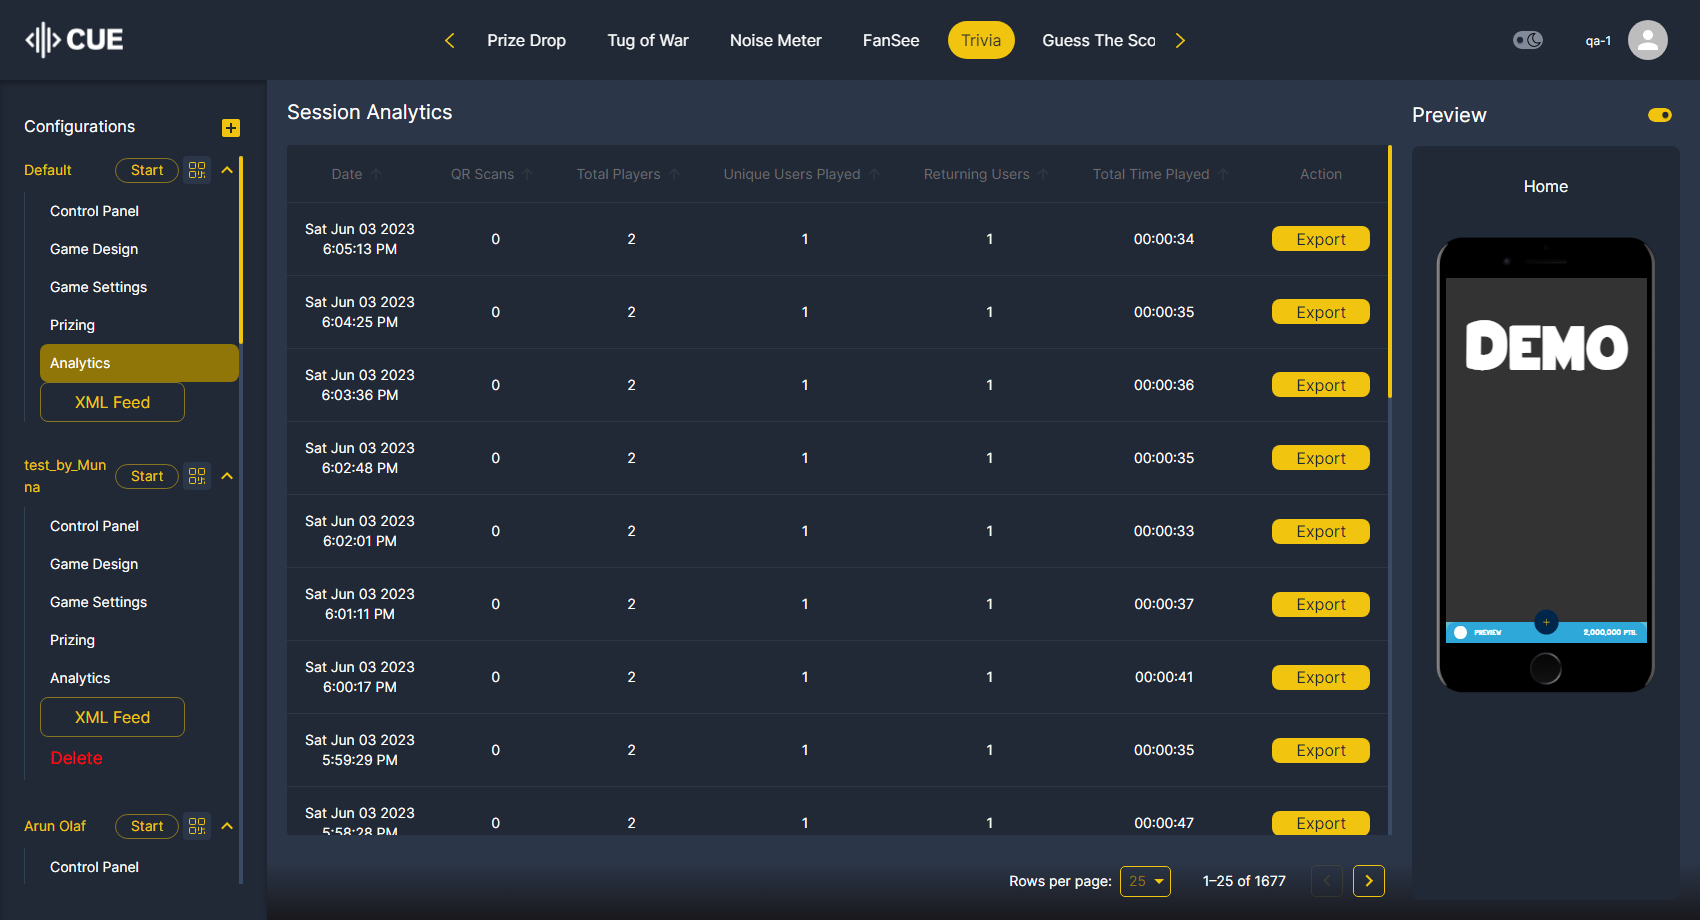 CUE
Prize Drop
Tug of War
Noise Meter
FanSee
Trivia
Guess The Sco
qa-1
Configurations
Default
Start
Control Panel
Game Design
Game Settings
Prizing
Analytics
XML Feed
test_by_Mun
na
Start
Control Panel
Game Design
Game Settings
Prizing
Analytics
XML Feed
Delete
Arun Olaf
Start
Control Panel
Session Analytics
Date QR Scans Total Players Unique Users Played Returning Users Total Time Played Action
Sat Jun 03 2023
6:05:13 PM
0 2 1 1 00:00:34 Export
Sat Jun 03 2023
6:04:25 PM
0 2 1 1 00:00:35 Export
Sat Jun 03 2023
6:03:36 PM
0 2 1 1 00:00:36 Export
Sat Jun 03 2023
6:02:48 PM
0 2 1 1 00:00:35 Export
Sat Jun 03 2023
6:02:01 PM
0 2 1 1 00:00:33 Export
Sat Jun 03 2023
6:01:11 PM
0 2 1 1 00:00:37 Export
Sat Jun 03 2023
6:00:17 PM
0 2 1 1 00:00:41 Export
Sat Jun 03 2023
5:59:29 PM
0 2 1 1 00:00:35 Export
Sat Jun 03 2023
5:58:28 PM
0 2 1 1 00:00:47 Export
Rows per page: 25 1–25 of 1677
Preview
Home
DEMO
PREVIEW
2,000,000 PTS.